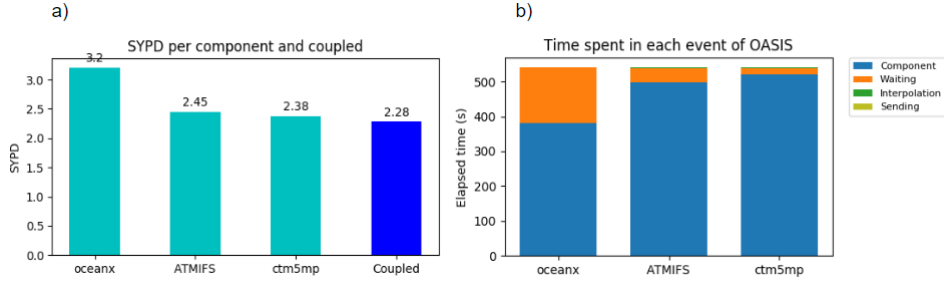 a)
SYPD per component and coupled
3.2
2.45
2.38
2.28
3.0
2.5
2.0
1.5
1.0
0.5
0.0
SYPD
oceanx ATMIFS ctm5mp Coupled
b)
Time spent in each event of OASIS
500
400
300
200
100
0
Elapsed time (s)
oceanx ATMIFS ctm5mp
Component
Waiting
Interpolation
Sending